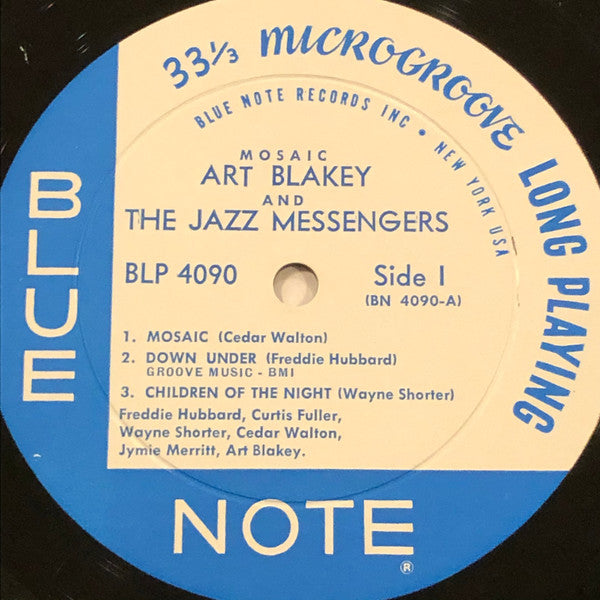 33⅓ MICROGROOVE LONG PLAYING
BLUE NOTE RECORDS INC • NEW YORK USA
MOSAIC
ART BLAKEY
AND
THE JAZZ MESSENGERS
BLP 4090 Side 1
(BN 4090-A)
1. MOSAIC (Cedar Walton)
2. DOWN UNDER (Freddie Hubbard)
GROOVE MUSIC - BMI
3. CHILDREN OF THE NIGHT (Wayne Shorter)
Freddie Hubbard, Curtis Fuller,
Wayne Shorter, Cedar Walton,
Jymie Merritt, Art Blakey.
BLUE
NOTE
®